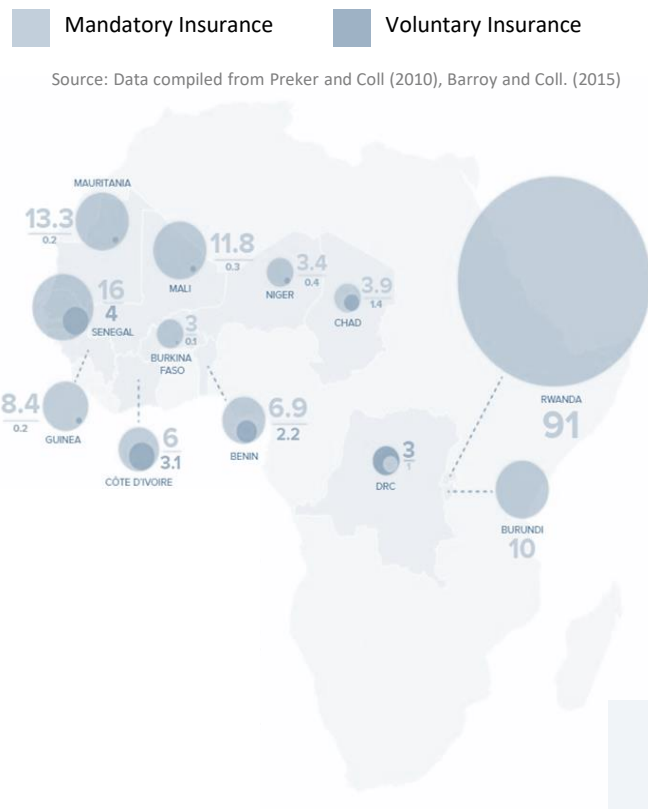 Mandatory Insurance
Voluntary Insurance
Source: Data compiled from Preker and Coll (2010), Barroy and Coll. (2015)
MAURITANIA
13.3
0.2
11.8
0.3
MALI
3.4
0.4
NIGER
3.9
1.4
CHAD
16
4
SENEGAL
3
0.1
BURKINA
FASO
8.4
0.2
GUINEA
6
3.1
CÔTE D'IVOIRE
6.9
2.2
BENIN
3
1
DRC
RWANDA
91
BURUNDI
10